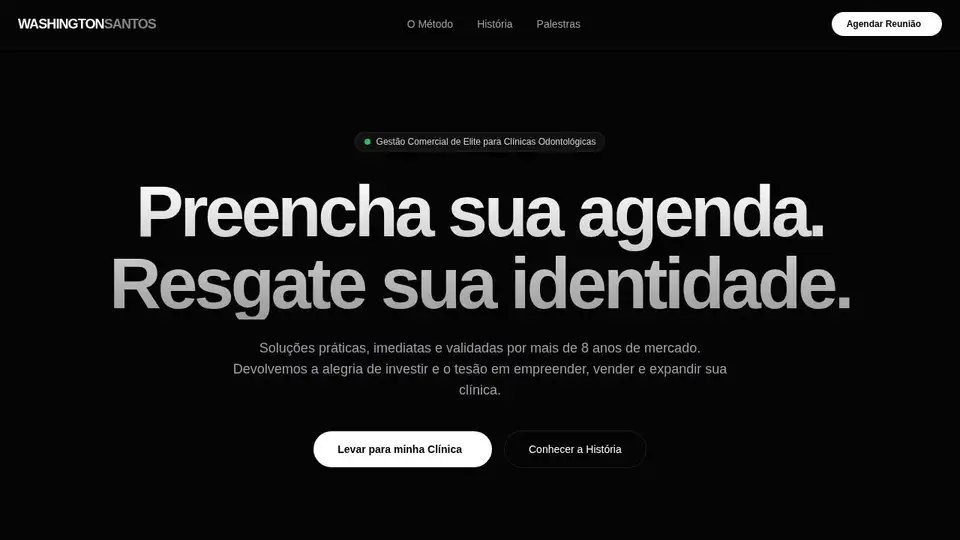 WASHINGTONSANTOS
O Método
História
Palestras
Agendar Reunião
Gestão Comercial de Elite para Clínicas Odontológicas
Preencha sua agenda.
Resgate sua identidade.
Soluções práticas, imediatas e validadas por mais de 8 anos de mercado.
Devolvemos a alegria de investir e o tesão em empreender, vender e expandir sua
clínica.
Levar para minha Clínica
Conhecer a História